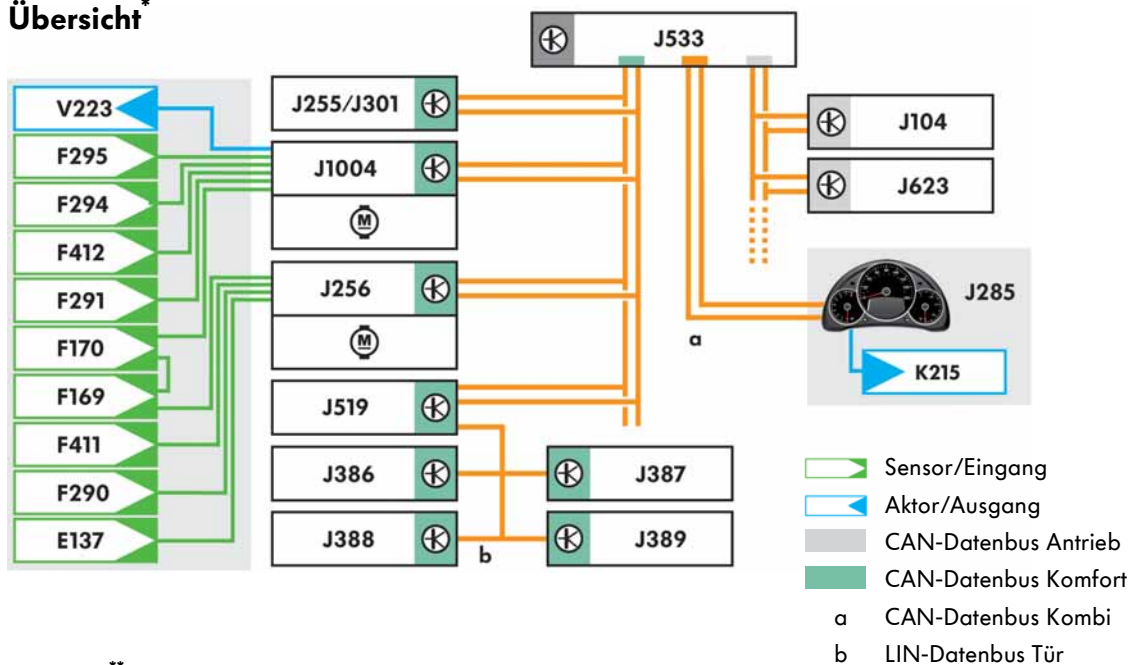 Übersicht*
J533
V223
F295
F294
F412
F291
F170
F169
F411
F290
E137
J255/J301
J1004
M
J256
M
J519
J386
J388
J387
J389
b
J104
J623
a
J285
K215
Sensor/Eingang
Aktor/Ausgang
CAN-Datenbus Antrieb
CAN-Datenbus Komfort
a CAN-Datenbus Kombi
b LIN-Datenbus Tür
**